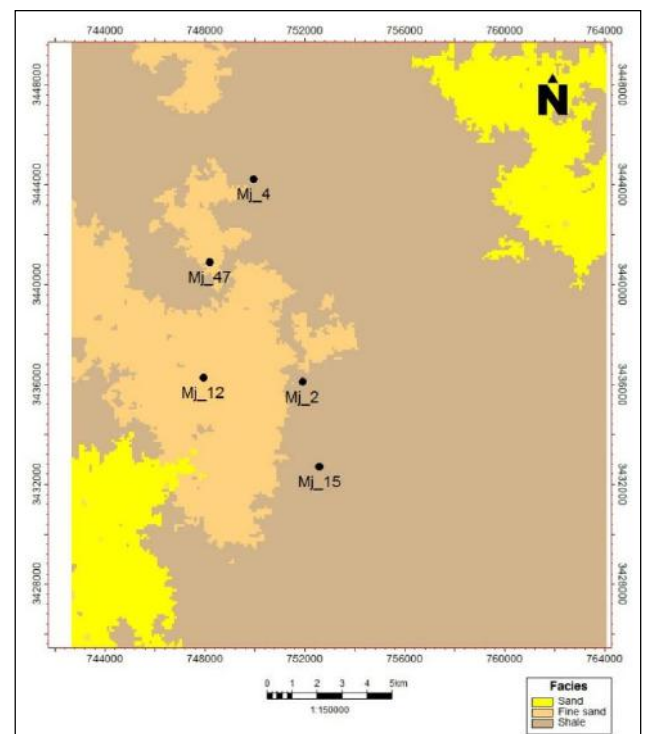 744000 748000 752000 756000 760000 764000
3448000 3448000
N
3444000 3444000
Mj_4
Mj_47
3440000 3440000
3436000 3436000
Mj_12 Mj_2
3432000 3432000
Mj_15
3428000 3428000
744000 748000 752000 756000 760000 764000
0 1 2 3 4 5km
1:150000
Facies
Sand
Fine sand
Shale